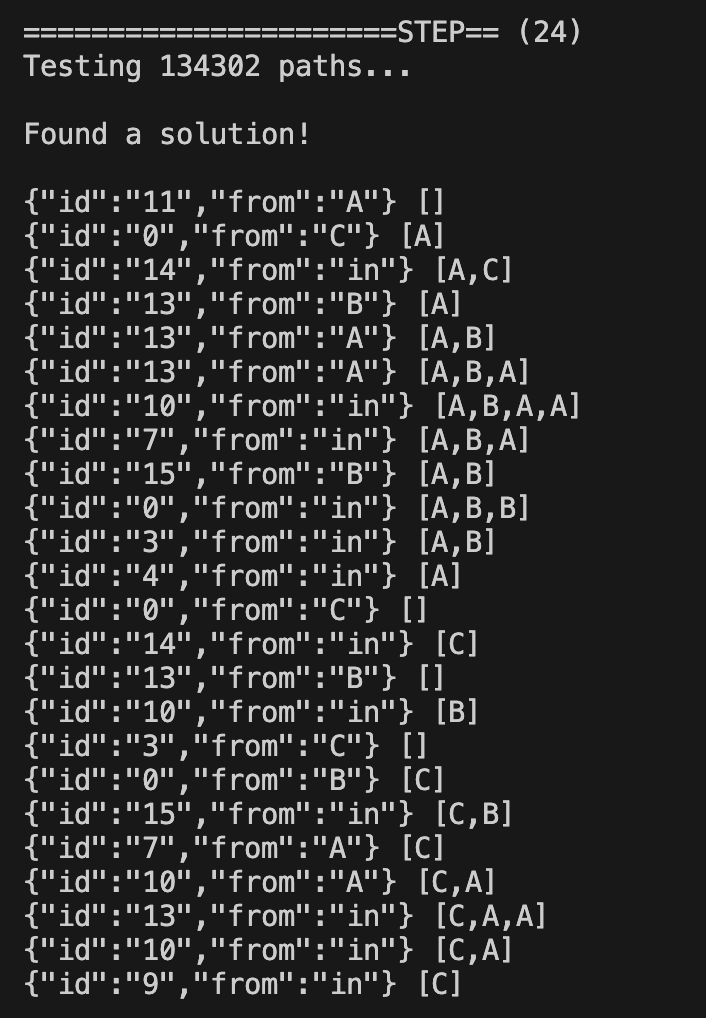 ======================STEP== (24)
Testing 134302 paths...
Found a solution!
{"id":"11","from":"A"} []
{"id":"0","from":"C"} [A]
{"id":"14","from":"in"} [A,C]
{"id":"13","from":"B"} [A]
{"id":"13","from":"A"} [A,B]
{"id":"13","from":"A"} [A,B,A]
{"id":"10","from":"in"} [A,B,A,A]
{"id":"7","from":"in"} [A,B,A]
{"id":"15","from":"B"} [A,B]
{"id":"0","from":"in"} [A,B,B]
{"id":"3","from":"in"} [A,B]
{"id":"4","from":"in"} [A]
{"id":"0","from":"C"} []
{"id":"14","from":"in"} [C]
{"id":"13","from":"B"} []
{"id":"10","from":"in"} [B]
{"id":"3","from":"C"} []
{"id":"0","from":"B"} [C]
{"id":"15","from":"in"} [C,B]
{"id":"7","from":"A"} [C]
{"id":"10","from":"A"} [C,A]
{"id":"13","from":"in"} [C,A,A]
{"id":"10","from":"in"} [C,A]
{"id":"9","from":"in"} [C]